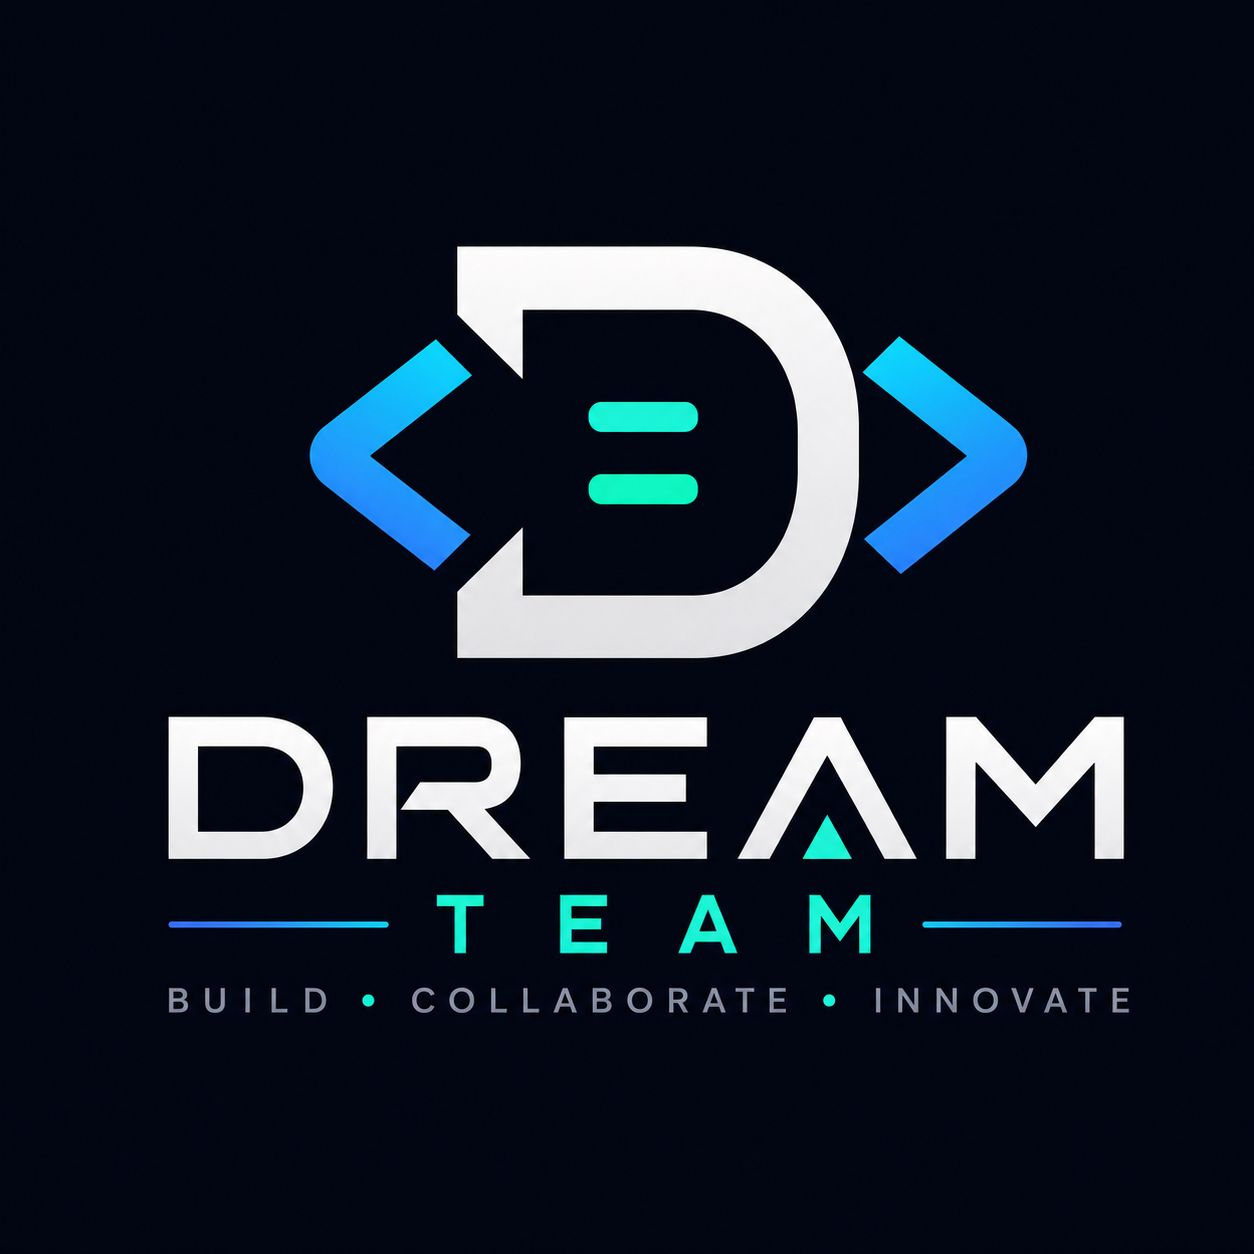 <D>
DREAM
TEAM
BUILD • COLLABORATE • INNOVATE